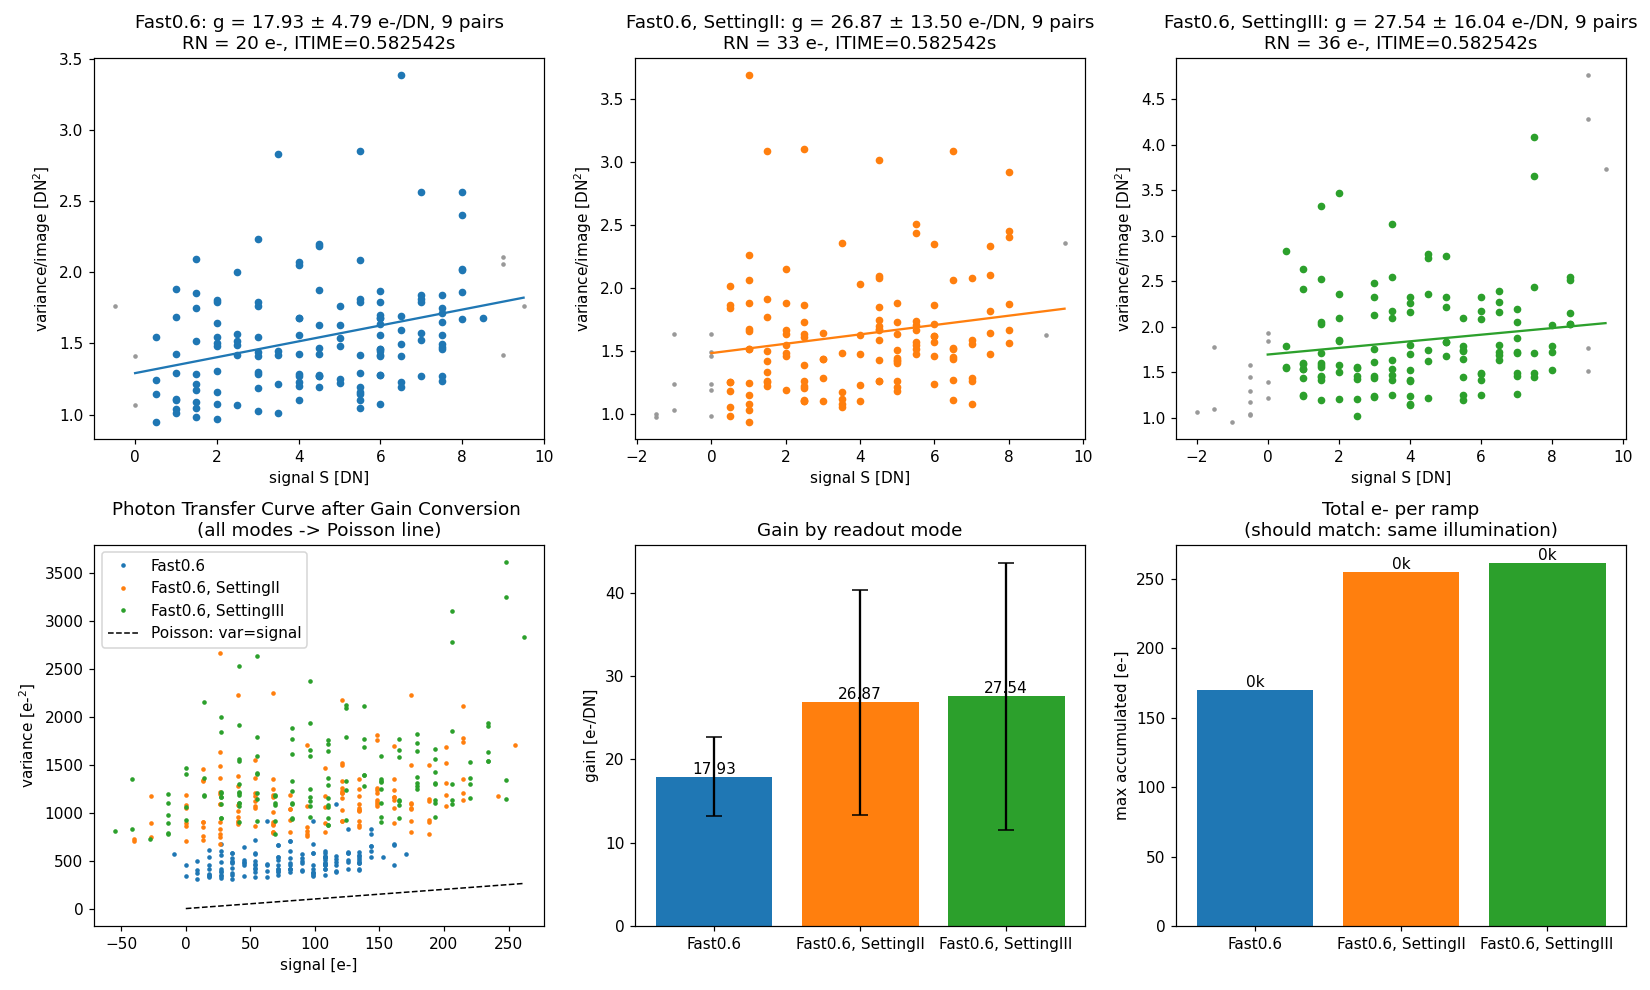 Fast0.6: g = 17.93 ± 4.79 e-/DN, 9 pairs
RN = 20 e-, ITIME=0.582542s
variance/image [DN²]
3.5
3.0
2.5
2.0
1.5
1.0
0
2
4
6
8
10
signal S [DN]
Fast0.6, SettingII: g = 26.87 ± 13.50 e-/DN, 9 pairs
RN = 33 e-, ITIME=0.582542s
variance/image [DN²]
3.5
3.0
2.5
2.0
1.5
1.0
−2
0
2
4
6
8
10
signal S [DN]
Fast0.6, SettingIII: g = 27.54 ± 16.04 e-/DN, 9 pairs
RN = 36 e-, ITIME=0.582542s
variance/image [DN²]
4.5
4.0
3.5
3.0
2.5
2.0
1.5
1.0
−2
0
2
4
6
8
10
signal S [DN]
Photon Transfer Curve after Gain Conversion
(all modes -> Poisson line)
Fast0.6
Fast0.6, SettingII
Fast0.6, SettingIII
Poisson: var=signal
variance [e-²]
3500
3000
2500
2000
1500
1000
500
0
−50
0
50
100
150
200
250
signal [e-]
Gain by readout mode
gain [e-/DN]
40
30
20
10
0
17.93
26.87
27.54
Fast0.6
Fast0.6, SettingII
Fast0.6, SettingIII
Total e- per ramp
(should match: same illumination)
max accumulated [e-]
250
200
150
100
50
0
0k
0k
0k
Fast0.6
Fast0.6, SettingII
Fast0.6, SettingIII